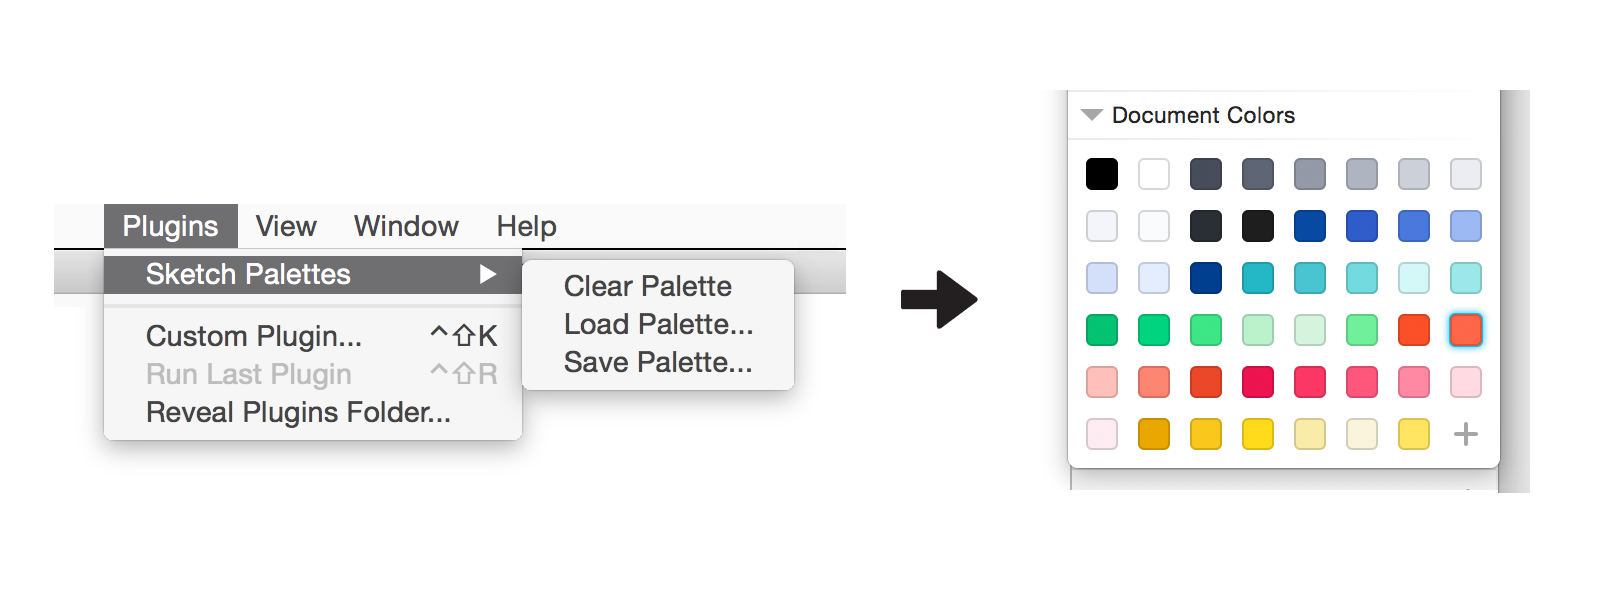 Plugins View Window Help
Sketch Palettes
Clear Palette
Load Palette...
Save Palette...
Custom Plugin... ^⇧K
Run Last Plugin ^⇧R
Reveal Plugins Folder...
Document Colors